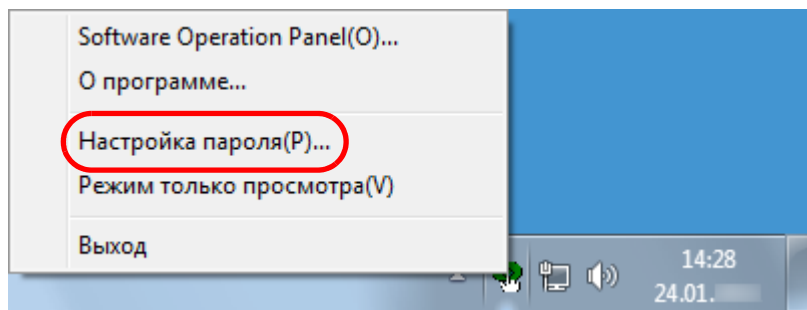 Software Operation Panel(O)...
О программе...
Настройка пароля(P)...
Режим только просмотра(V)
Выход
14:28
24.01.